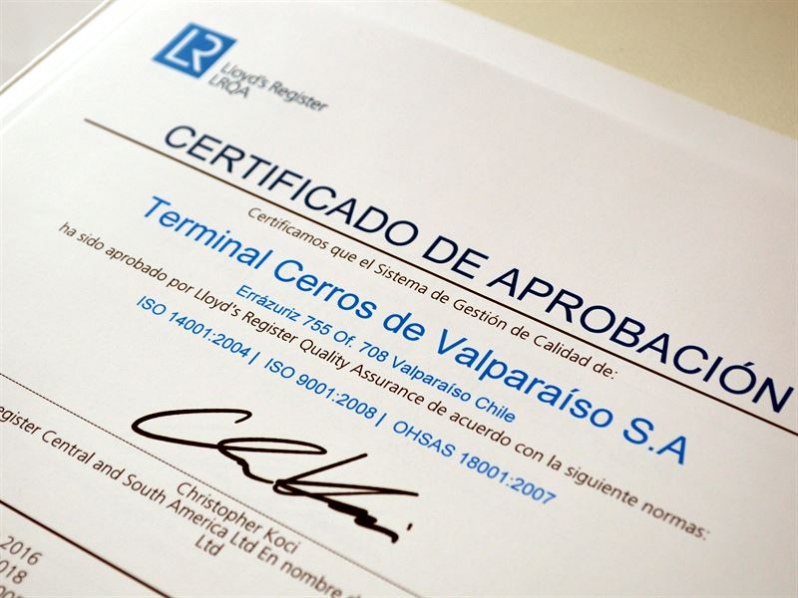 LR
Lloyd's Register
LRQA
CERTIFICADO DE APROBACIÓN
Certificamos que el Sistema de Gestión de Calidad de:
Terminal Cerros de Valparaíso S.A
Errázuriz 755 Of. 708 Valparaíso Chile
ha sido aprobado por Lloyd's Register Quality Assurance de acuerdo con la siguiente normas:
ISO 14001:2004 | ISO 9001:2008 | OHSAS 18001:2007
Christopher Koci
Register Central and South America Ltd En nombre
Ltd
2016
2018